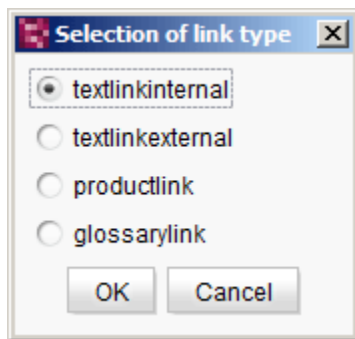 Selection of link type
textlinkinternal
textlinkexternal
productlink
glossarylink
OK Cancel